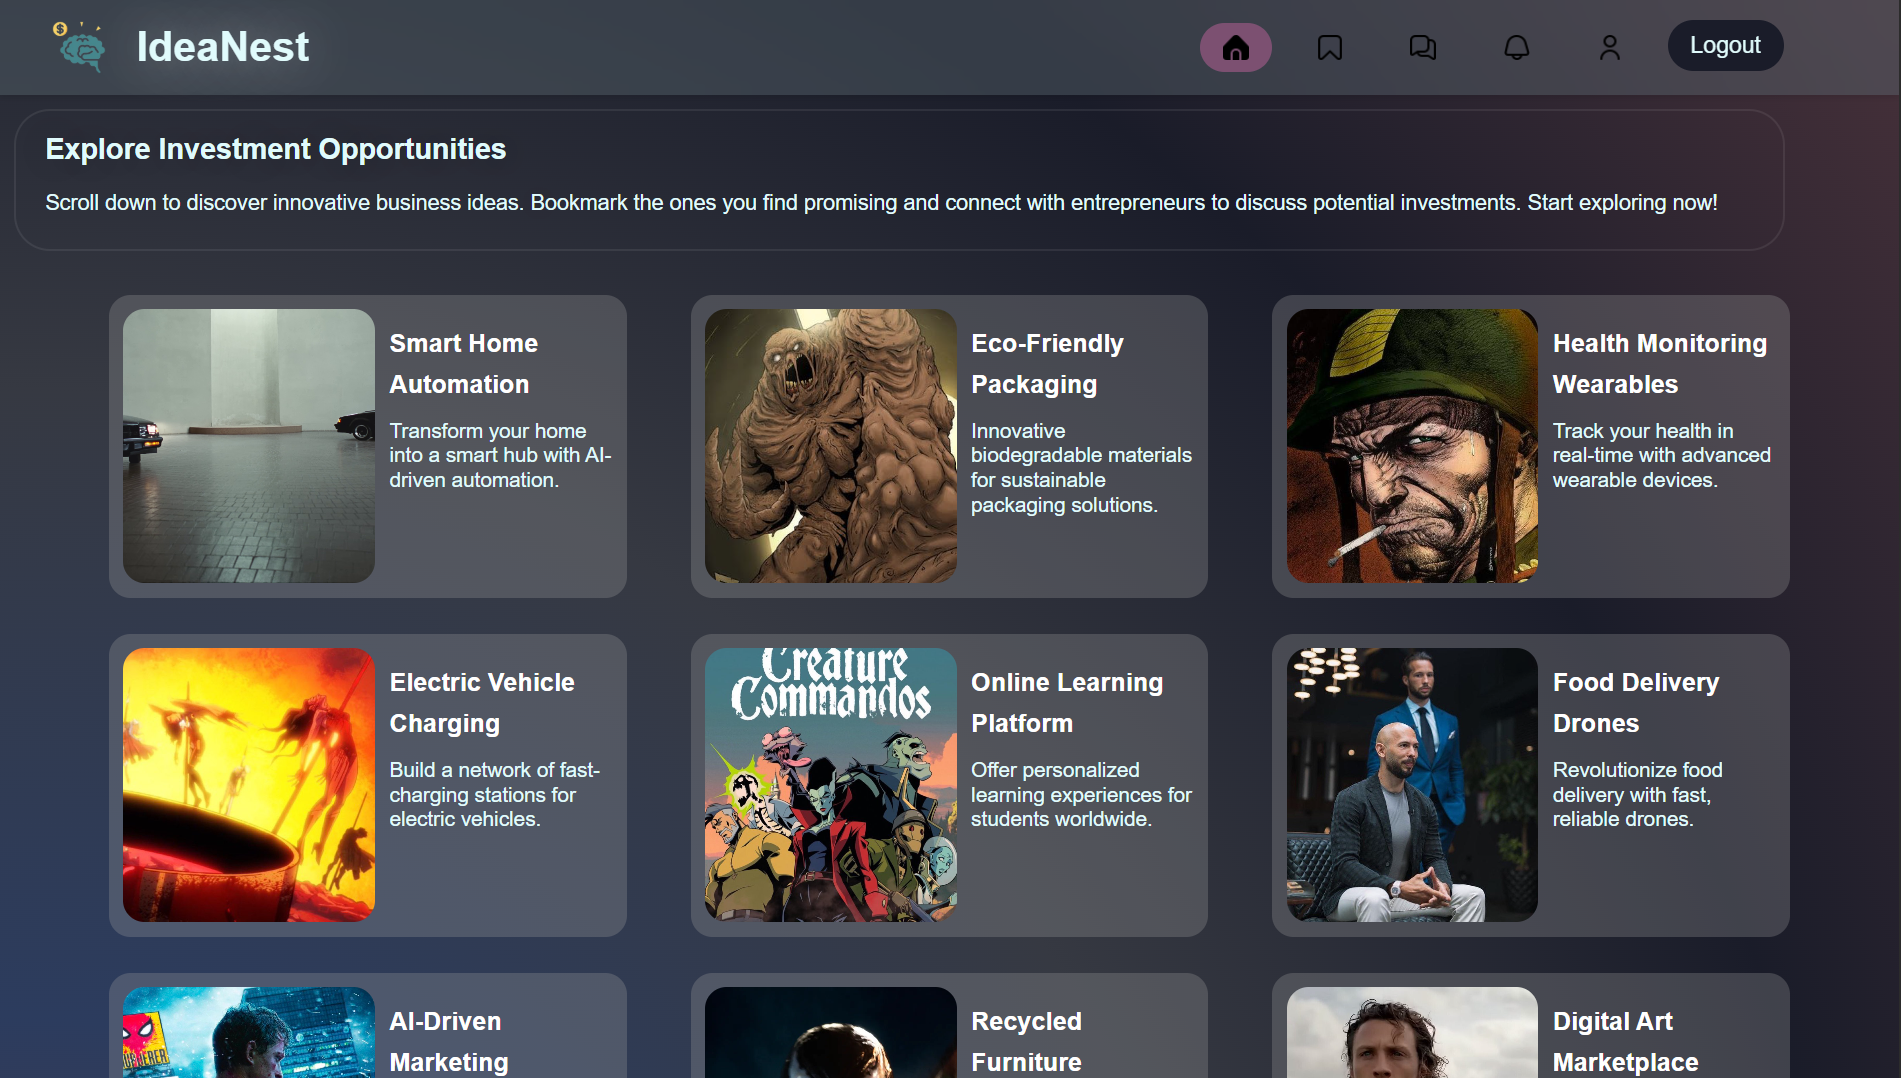 IdeaNest
Logout
Explore Investment Opportunities
Scroll down to discover innovative business ideas. Bookmark the ones you find promising and connect with entrepreneurs to discuss potential investments. Start exploring now!
Smart Home
Automation
Transform your home
into a smart hub with AI-
driven automation.
Eco-Friendly
Packaging
Innovative
biodegradable materials
for sustainable
packaging solutions.
Health Monitoring
Wearables
Track your health in
real-time with advanced
wearable devices.
Electric Vehicle
Charging
Build a network of fast-
charging stations for
electric vehicles.
Creature
Commandos
Online Learning
Platform
Offer personalized
learning experiences for
students worldwide.
Food Delivery
Drones
Revolutionize food
delivery with fast,
reliable drones.
AI-Driven
Marketing
Recycled
Furniture
Digital Art
Marketplace